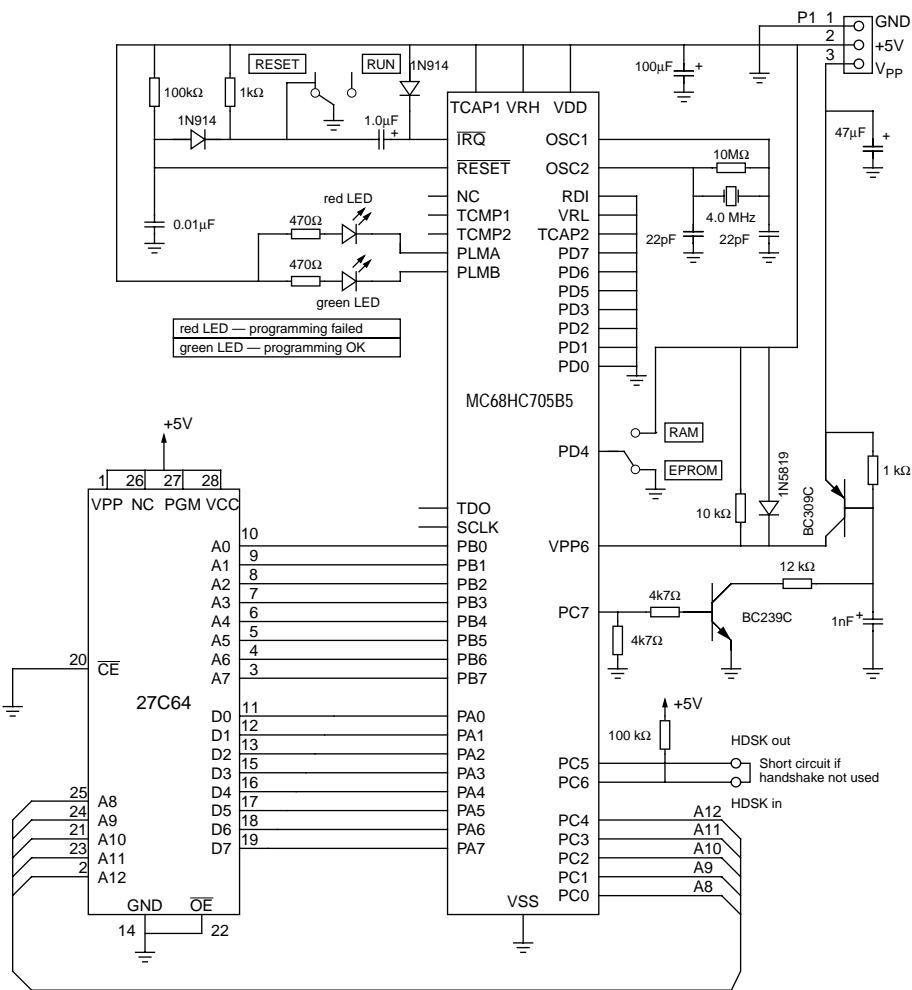 P1 1 GND
2 +5V
3 VPP
100kΩ
1kΩ
RESET
RUN
1N914
100µF +
47µF +
1N914
1.0µF +
TCAP1 VRH VDD
IRQ
OSC1
10MΩ
RESET
OSC2
NC
RDI
TCMP1
VRL
TCMP2
TCAP2
4.0 MHz
22pF
22pF
0.01µF
red LED
470Ω
PLMA
PD7
470Ω
PLMB
PD6
green LED
PD5
PD3
PD2
PD1
PD0
red LED — programming failed
green LED — programming OK
MC68HC705B5
RAM
PD4
EPROM
1N5819
BC309C
1 kΩ
10 kΩ
+5V
1 26 27 28
VPP NC PGM VCC
TDO
SCLK
A0 10 PB0
VPP6
A1 9 PB1
A2 8 PB2
12 kΩ
A3 7 PB3
PC7
4k7Ω
BC239C
1nF +
A4 6 PB4
A5 5 PB5
4k7Ω
A6 4 PB6
A7 3 PB7
20 CE
27C64
D0 11 PA0
+5V
D1 12 PA1
100 kΩ
HDSK out
D2 13 PA2
PC5
Short circuit if
handshake not used
D3 15 PA3
PC6
HDSK in
D4 16 PA4
D5 17 PA5
D6 18 PA6
D7 19 PA7
25 A8
24 A9
21 A10
23 A11
2 A12
PC4 A12
PC3 A11
PC2 A10
PC1 A9
PC0 A8
GND OE
14 22
VSS